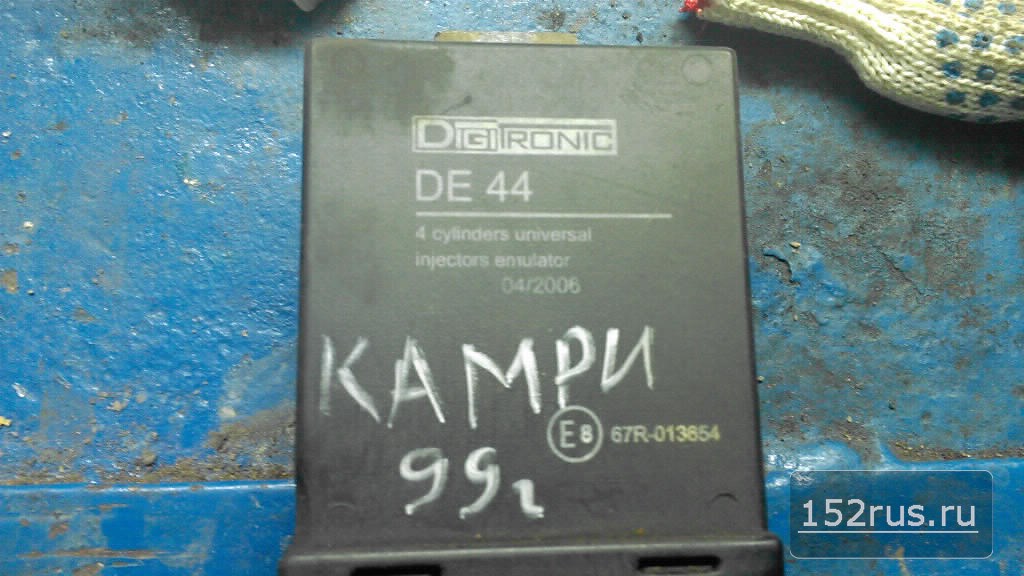 DIGITRONIC
DE 44
4 cylinders universal
injectors emulator
04/2006
КАМРИ
E8 67R-013654
99г
152rus.ru